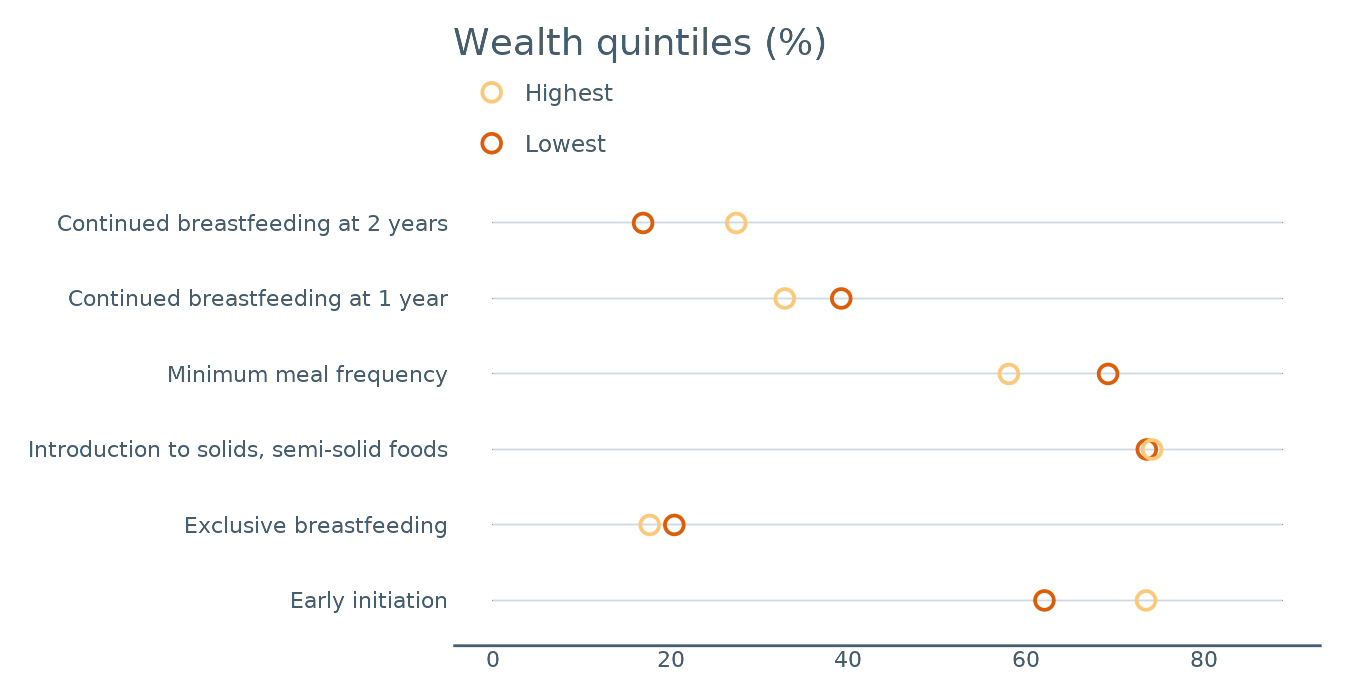 Wealth quintiles (%)
Highest
Lowest
Continued breastfeeding at 2 years
Continued breastfeeding at 1 year
Minimum meal frequency
Introduction to solids, semi-solid foods
Exclusive breastfeeding
Early initiation
0 20 40 60 80